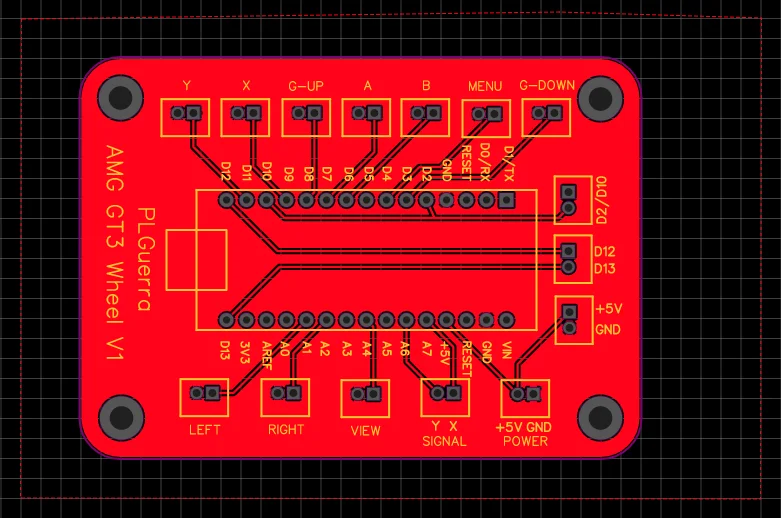 Y X G-UP A B MENU G-DOWN
D12 D11 D10 D9 D8 D7 D6 D5 D4 D3 D2 GND RESET D0/RX D1/TX
D2/D10
D12
D13
+5V
GND
AMG GT3 Wheel V1
PLGuerra
D13 3V3 AREF A0 A1 A2 A3 A4 A5 A6 A7 +5V RESET GND VIN
LEFT
RIGHT
VIEW
Y X
SIGNAL
+5V GND
POWER